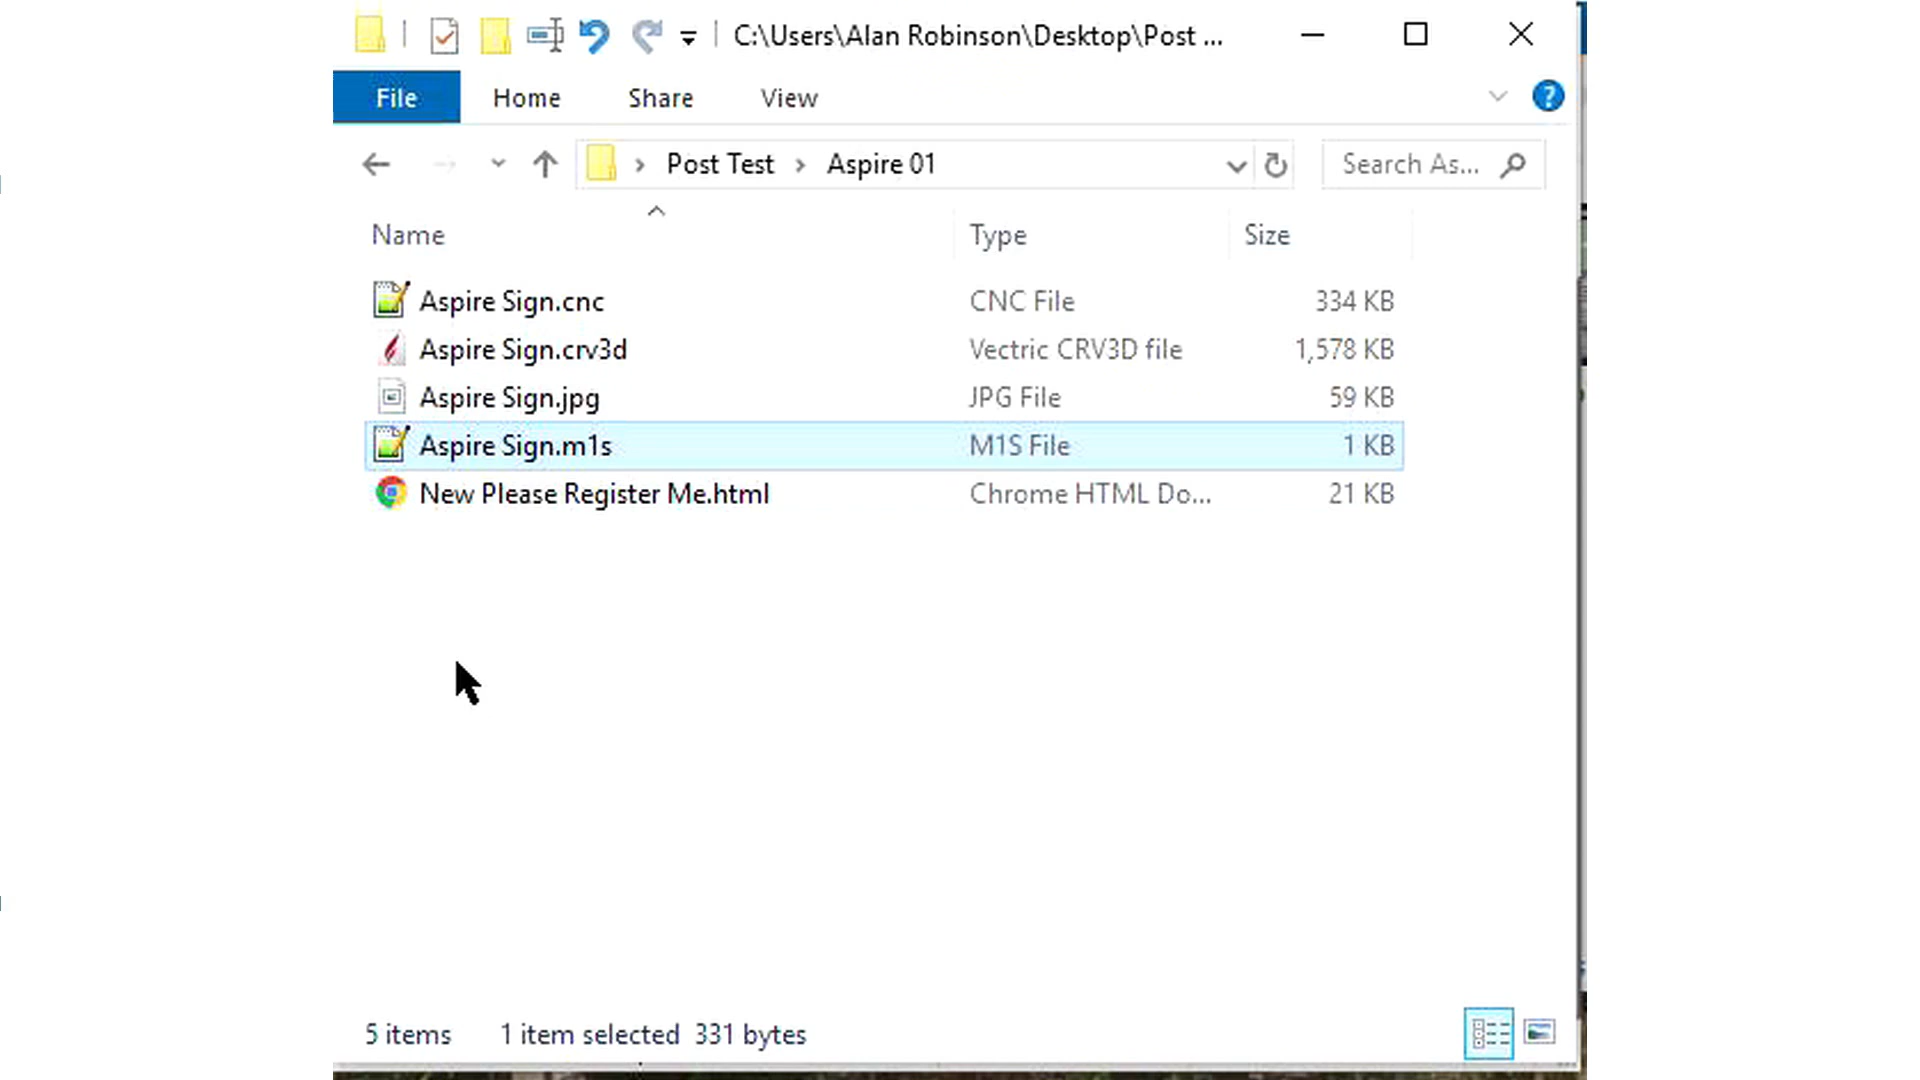 C:\Users\Alan Robinson\Desktop\Post ...
File Home Share View
Post Test Aspire 01 Search As...
Name Type Size
Aspire Sign.cnc CNC File 334 KB
Aspire Sign.crv3d Vectric CRV3D file 1,578 KB
Aspire Sign.jpg JPG File 59 KB
Aspire Sign.m1s M1S File 1 KB
New Please Register Me.html Chrome HTML Do... 21 KB
5 items 1 item selected 331 bytes